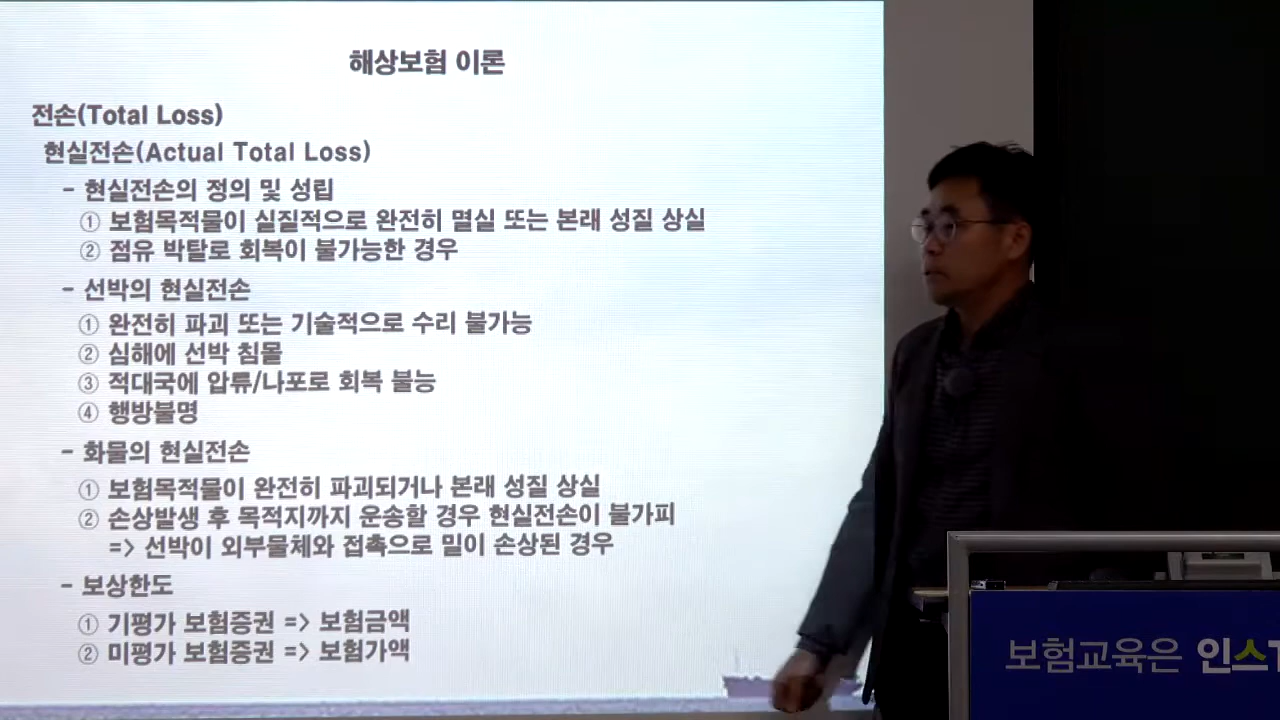 해상보험 이론
전손(Total Loss)
현실전손(Actual Total Loss)
- 현실전손의 정의 및 성립
① 보험목적물이 실질적으로 완전히 멸실 또는 본래 성질 상실
② 점유 박탈로 회복이 불가능한 경우
- 선박의 현실전손
① 완전히 파괴 또는 기술적으로 수리 불가능
② 심해에 선박 침몰
③ 적대국에 압류/나포로 회복 불능
④ 행방불명
- 화물의 현실전손
① 보험목적물이 완전히 파괴되거나 본래 성질 상실
② 손상발생 후 목적지까지 운송할 경우 현실전손이 불가피
=> 선박이 외부물체와 접촉으로 밀이 손상된 경우
- 보상한도
① 기평가 보험증권 => 보험금액
② 미평가 보험증권 => 보험가액
보험교육은 인스